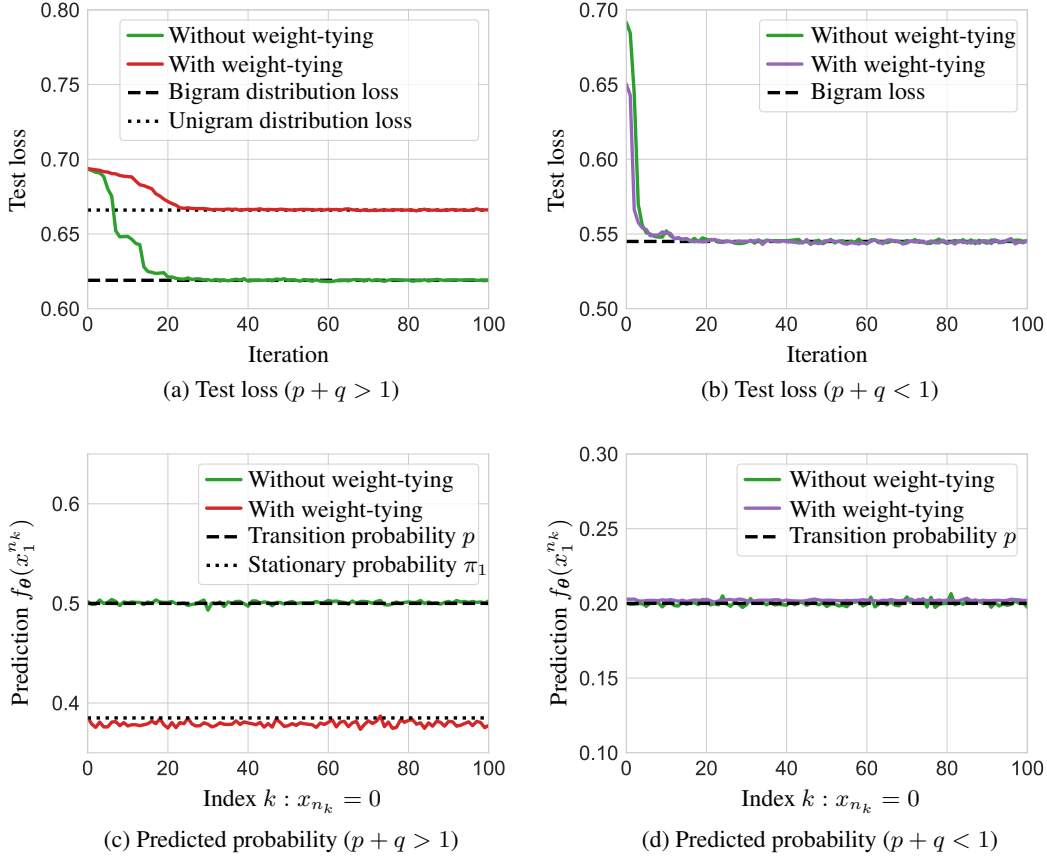 0.80
0.75
0.70
0.65
0.60
Test loss
Without weight-tying
With weight-tying
Bigram distribution loss
Unigram distribution loss
0 20 40 60 80 100
Iteration
(a) Test loss (p + q > 1)
0.70
0.65
0.60
0.55
0.50
Test loss
Without weight-tying
With weight-tying
Bigram loss
0 20 40 60 80 100
Iteration
(b) Test loss (p + q < 1)
0.6
0.5
0.4
Prediction f_θ(x_1^{n_k})
Without weight-tying
With weight-tying
Transition probability p
Stationary probability π_1
0 20 40 60 80 100
Index k : x_{n_k} = 0
(c) Predicted probability (p + q > 1)
0.30
0.25
0.20
0.15
0.10
Prediction f_θ(x_1^{n_k})
Without weight-tying
With weight-tying
Transition probability p
0 20 40 60 80 100
Index k : x_{n_k} = 0
(d) Predicted probability (p + q < 1)